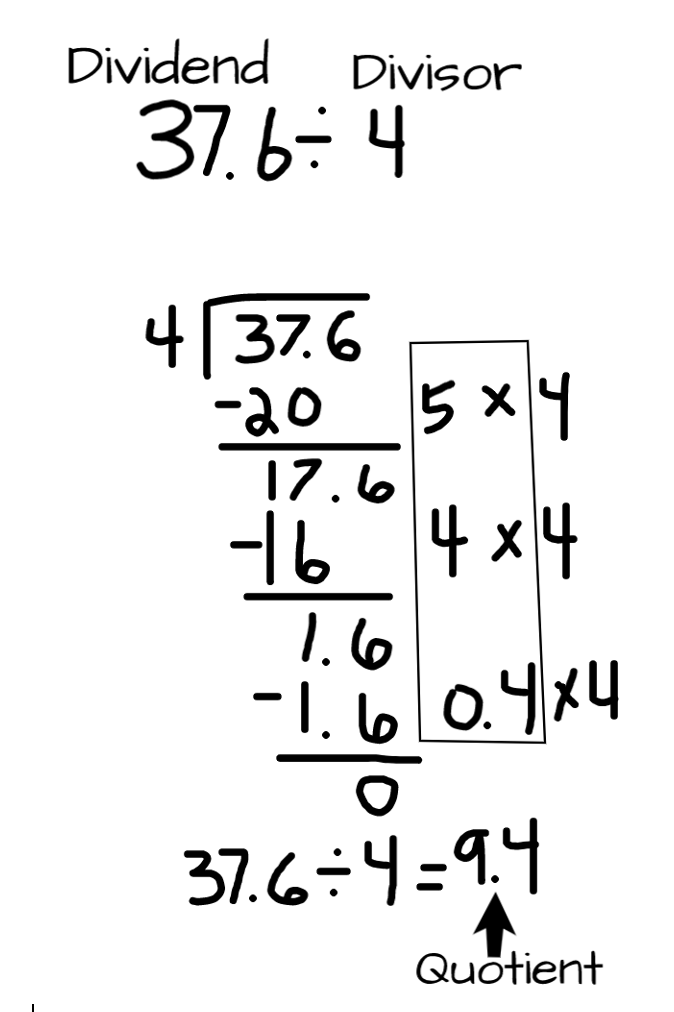 Dividend Divisor
37.6 ÷ 4
4 37.6
-20 5 × 4
17.6
-16 4 × 4
1.6
-1.6 0.4 × 4
0
37.6 ÷ 4 = 9.4
Quotient